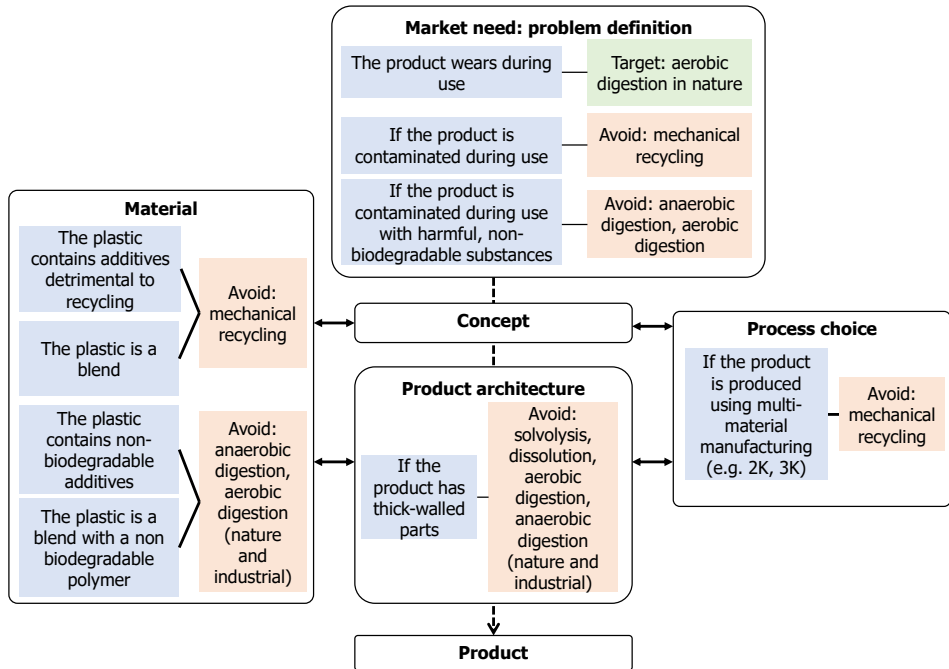 Market need: problem definition
The product wears during
use
Target: aerobic
digestion in nature
If the product is
contaminated during use
Avoid: mechanical
recycling
If the product is
contaminated during use
with harmful, non-
biodegradable substances
Avoid: anaerobic
digestion, aerobic
digestion
Material
The plastic
contains additives
detrimental to
recycling
The plastic is a
blend
Avoid:
mechanical
recycling
The plastic
contains non-
biodegradable
additives
The plastic is a
blend with a non
biodegradable
polymer
Avoid:
anaerobic
digestion,
aerobic
digestion
(nature
and
industrial)
Concept
Product architecture
If the
product has
thick-walled
parts
Avoid:
solvolysis,
dissolution,
aerobic
digestion,
anaerobic
digestion
(nature and
industrial)
Process choice
If the product
is produced
using multi-
material
manufacturing
(e.g. 2K, 3K)
Avoid:
mechanical
recycling
Product